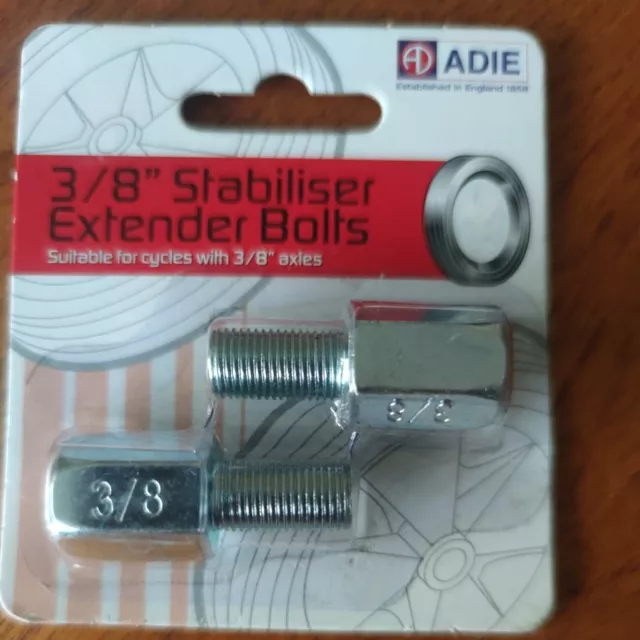 AD ADIE
Established in England 1858
3/8" Stabiliser
Extender Bolts
Suitable for cycles with 3/8" axles
3/8
3/8